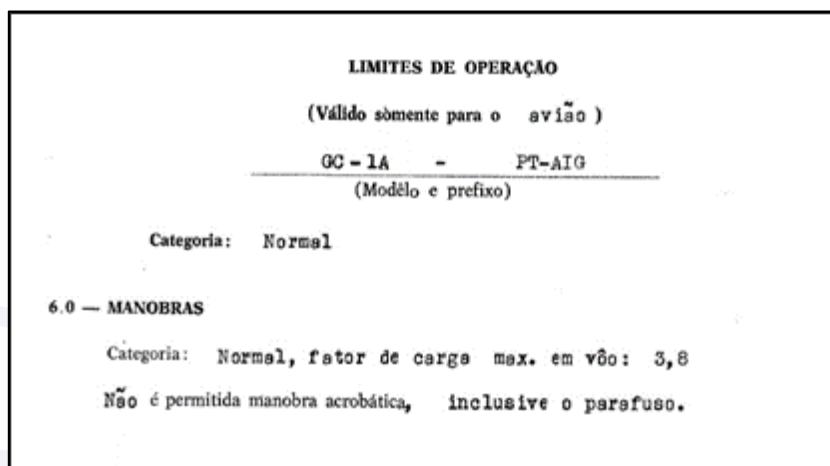 LIMITES DE OPERAÇÃO
(Válido sòmente para o avião )
GC - 1A - PT-AIG
(Modêlo e prefixo)
Categoria: Normal
6.0 — MANOBRAS
Categoria: Normal, fator de carga max. em vôo: 3,8
Não é permitida manobra acrobática, inclusive o parafuso.